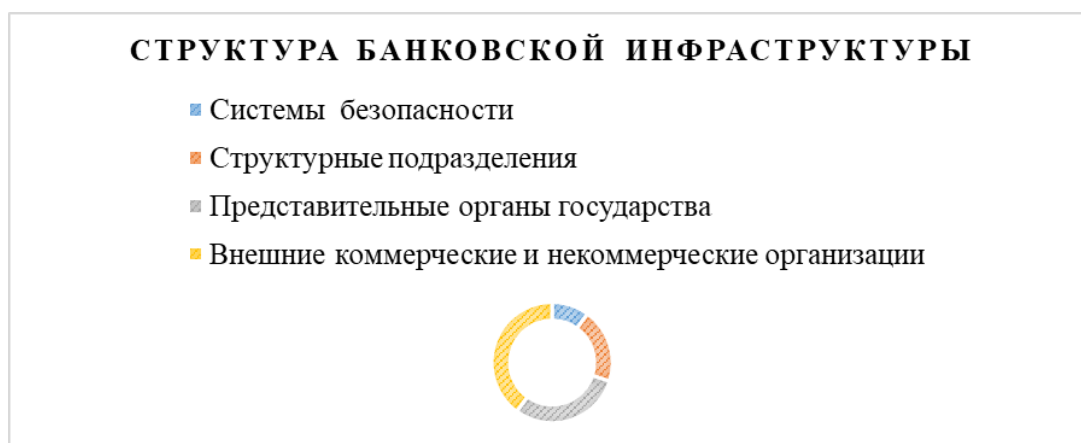 СТРУКТУРА БАНКОВСКОЙ ИНФРАСТРУКТУРЫ
Системы безопасности
Структурные подразделения
Представительные органы государства
Внешние коммерческие и некоммерческие организации